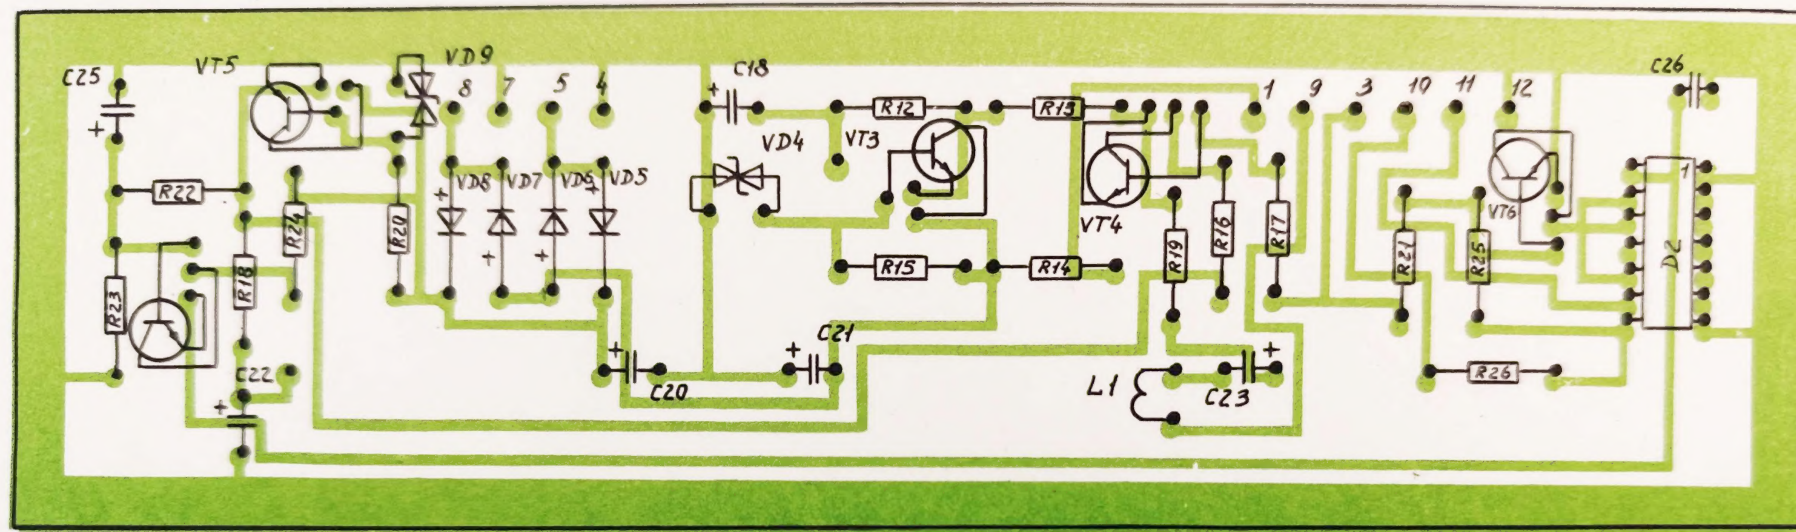 C25
VT5
VD9
8
7
5
4
C18
R12
R13
1
9
3
10
11
12
C26
VD4
VT3
R22
VD8
VD7
VD6
VD5
VT4
VT6
1
R24
R20
R19
R16
R17
R21
R25
D2
R23
R18
R15
R14
C21
C22
C20
L1
C23
R26
+
+
+
+
+
+
+
+
+
+